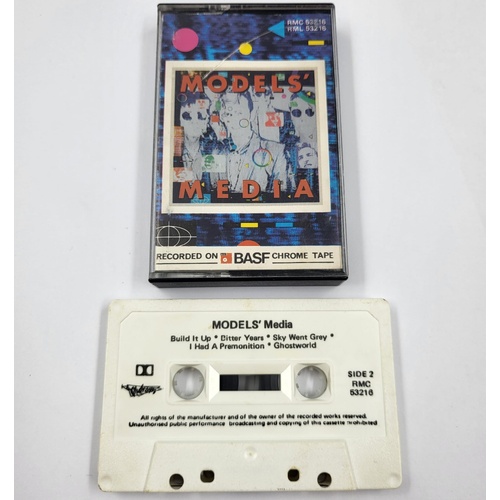 RMC 53216
RML 53216
MODELS'
MEDIA
RECORDED ON BASF CHROME TAPE
MODELS' Media
Build It Up * Bitter Years * Sky Went Grey *
I Had A Premonition * Ghostworld
SIDE 2
RMC
53216
All rights of the manufacturer and of the owner of the recorded works reserved.
Unauthorised public performance broadcasting and copying of this cassette prohibited